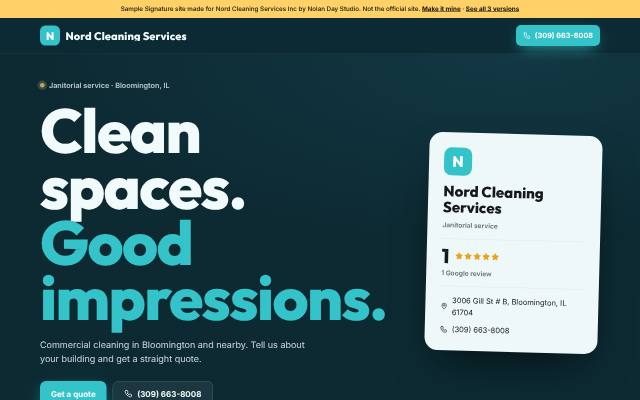 Sample Signature site made for Nord Cleaning Services Inc by Nolan Day Studio. Not the official site. Make it mine · See all 3 versions
N Nord Cleaning Services
(309) 663-8008
Janitorial service · Bloomington, IL
Clean
spaces.
Good
impressions.
Commercial cleaning in Bloomington and nearby. Tell us about
your building and get a straight quote.
Get a quote
(309) 663-8008
N
Nord Cleaning
Services
Janitorial service
1
1 Google review
3006 Gill St # B, Bloomington, IL
61704
(309) 663-8008